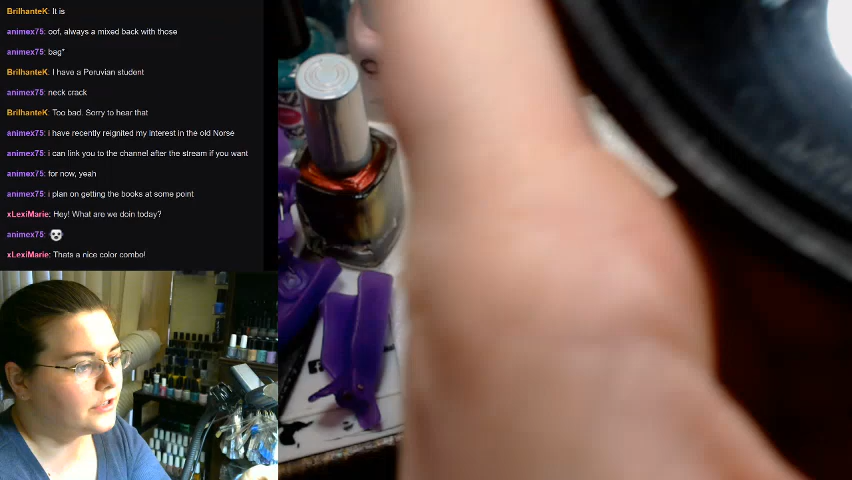 BrilhanteK: It is
animex75: oof, always a mixed back with those
animex75: bag*
BrilhanteK: I have a Peruvian student
animex75: neck crack
BrilhanteK: Too bad. Sorry to hear that
animex75: i have recently reignited my interest in the old Norse
animex75: i can link you to the channel after the stream if you want
animex75: for now, yeah
animex75: i plan on getting the books at some point
xLexiMarie: Hey! What are we doin today?
animex75:
xLexiMarie: Thats a nice color combo!